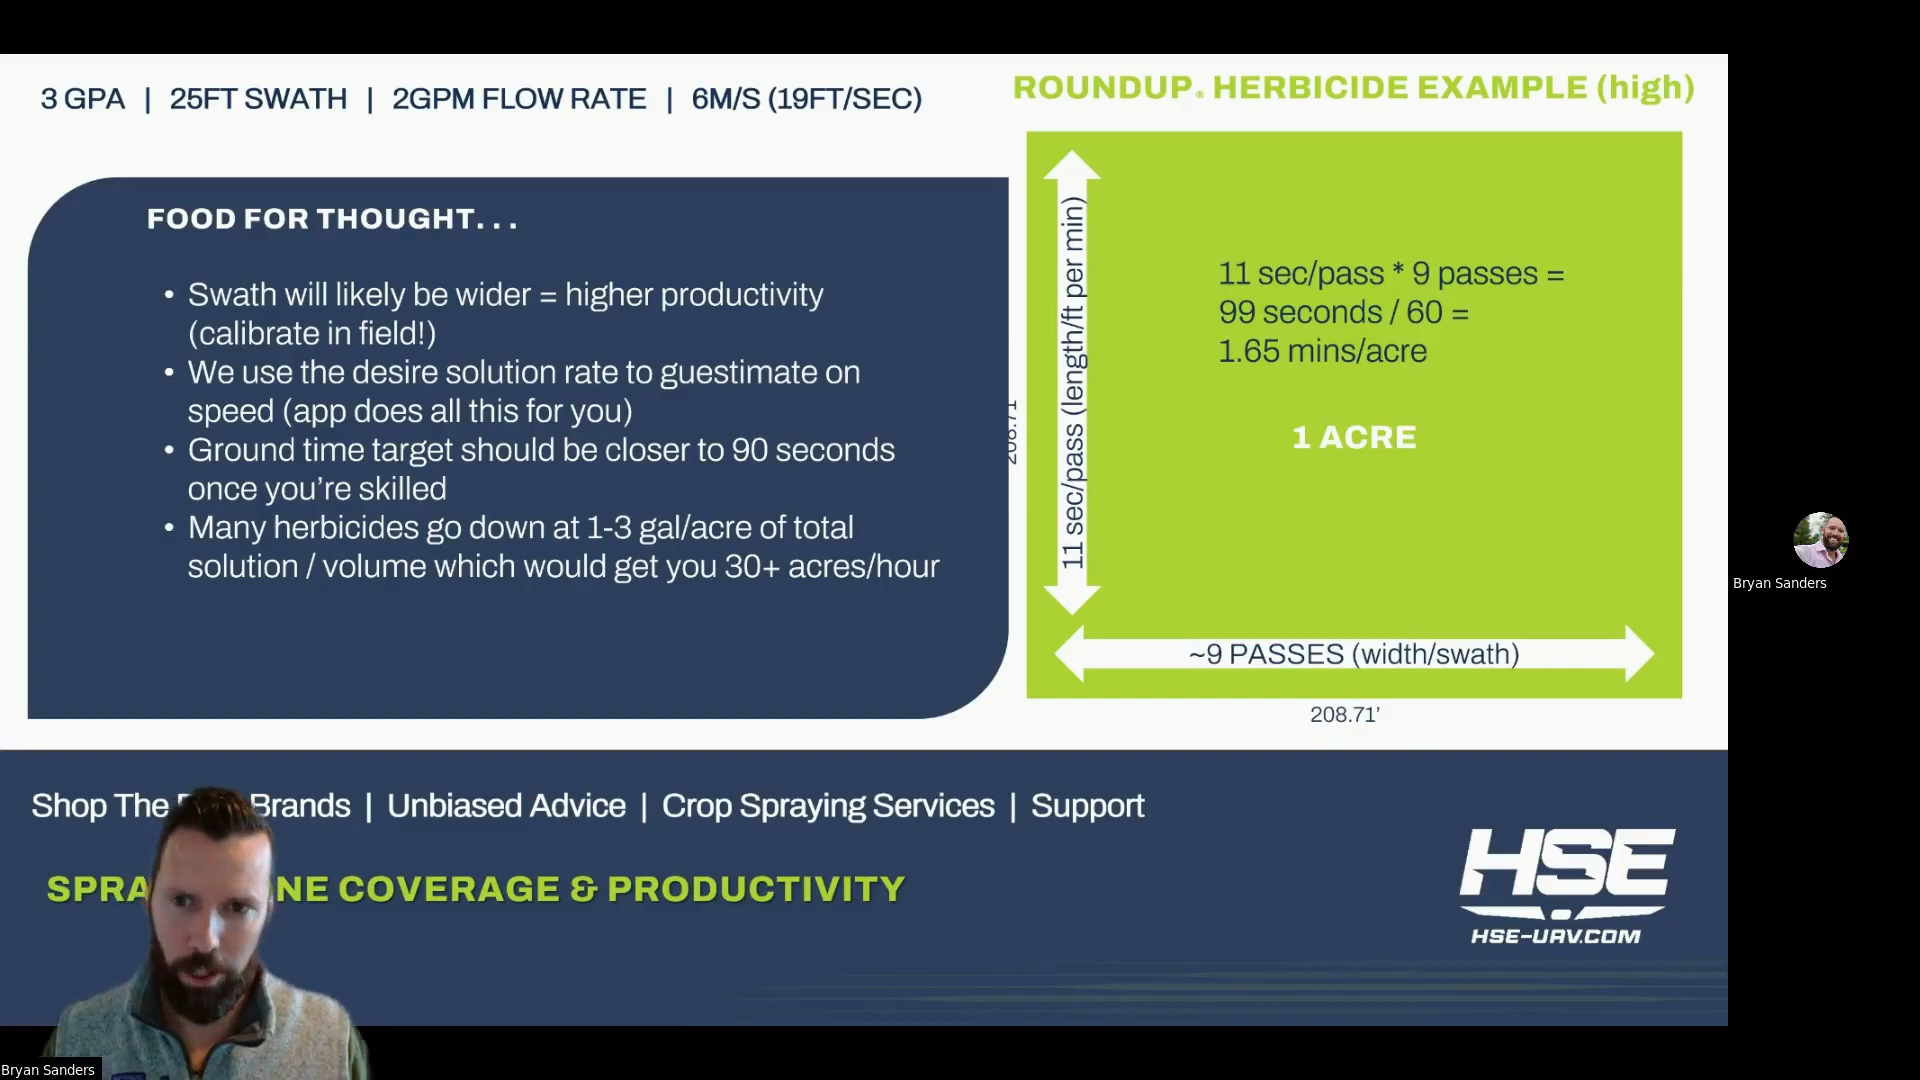 3 GPA | 25FT SWATH | 2GPM FLOW RATE | 6M/S (19FT/SEC)
ROUNDUP® HERBICIDE EXAMPLE (high)
FOOD FOR THOUGHT. . .
• Swath will likely be wider = higher productivity
(calibrate in field!)
• We use the desire solution rate to guestimate on
speed (app does all this for you)
• Ground time target should be closer to 90 seconds
once you’re skilled
• Many herbicides go down at 1-3 gal/acre of total
solution / volume which would get you 30+ acres/hour
11 sec/pass (length/ft per min)
11 sec/pass * 9 passes =
99 seconds / 60 =
1.65 mins/acre
1 ACRE
~9 PASSES (width/swath)
208.71’
Bryan Sanders
Shop The Brands | Unbiased Advice | Crop Spraying Services | Support
SPRA NE COVERAGE & PRODUCTIVITY
HSE
HSE-UAV.COM
Bryan Sanders